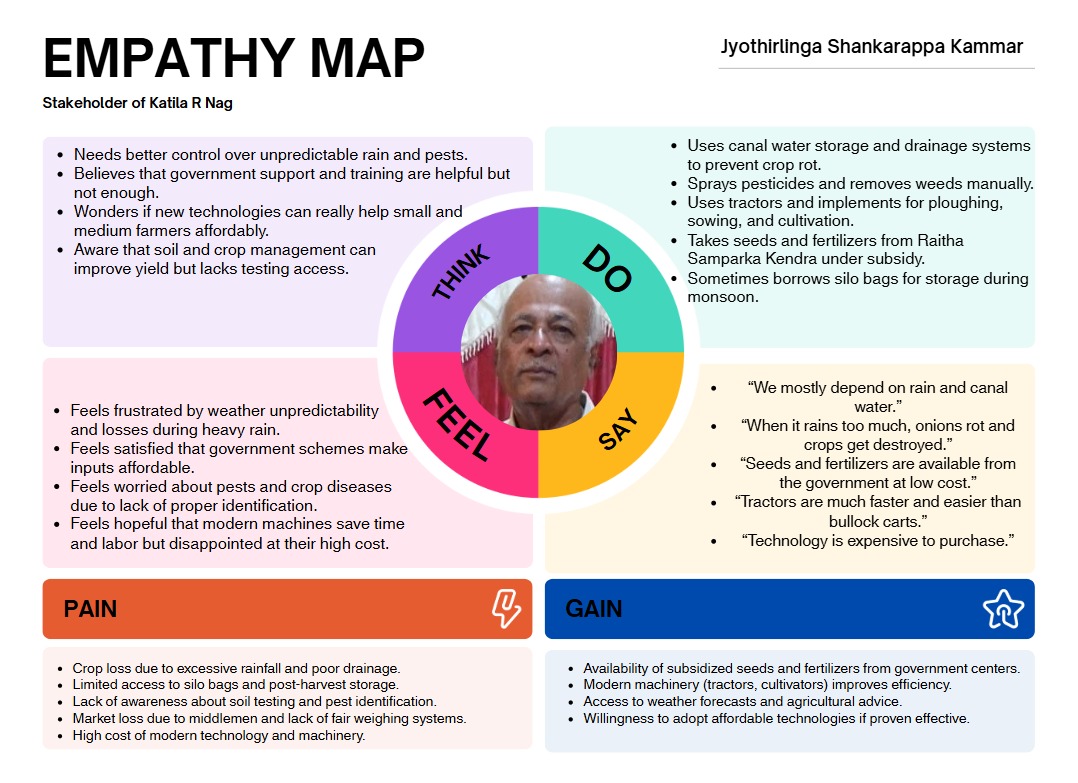 EMPATHY MAP
Jyothirlinga Shankarappa Kammar
Stakeholder of Katila R Nag
• Needs better control over unpredictable rain and pests.
• Believes that government support and training are helpful but
not enough.
• Wonders if new technologies can really help small and
medium farmers affordably.
• Aware that soil and crop management can
improve yield but lacks testing access.
• Uses canal water storage and drainage systems
to prevent crop rot.
• Sprays pesticides and removes weeds manually.
• Uses tractors and implements for ploughing,
sowing, and cultivation.
• Takes seeds and fertilizers from Raitha
Samparka Kendra under subsidy.
• Sometimes borrows silo bags for storage during
monsoon.
THINK
DO
FEEL
SAY
• Feels frustrated by weather unpredictability
and losses during heavy rain.
• Feels satisfied that government schemes make
inputs affordable.
• Feels worried about pests and crop diseases
due to lack of proper identification.
• Feels hopeful that modern machines save time
and labor but disappointed at their high cost.
• “We mostly depend on rain and canal
water.”
• “When it rains too much, onions rot and
crops get destroyed.”
• “Seeds and fertilizers are available from
the government at low cost.”
• “Tractors are much faster and easier than
bullock carts.”
• “Technology is expensive to purchase.”
PAIN
• Crop loss due to excessive rainfall and poor drainage.
• Limited access to silo bags and post-harvest storage.
• Lack of awareness about soil testing and pest identification.
• Market loss due to middlemen and lack of fair weighing systems.
• High cost of modern technology and machinery.
GAIN
• Availability of subsidized seeds and fertilizers from government centers.
• Modern machinery (tractors, cultivators) improves efficiency.
• Access to weather forecasts and agricultural advice.
• Willingness to adopt affordable technologies if proven effective.